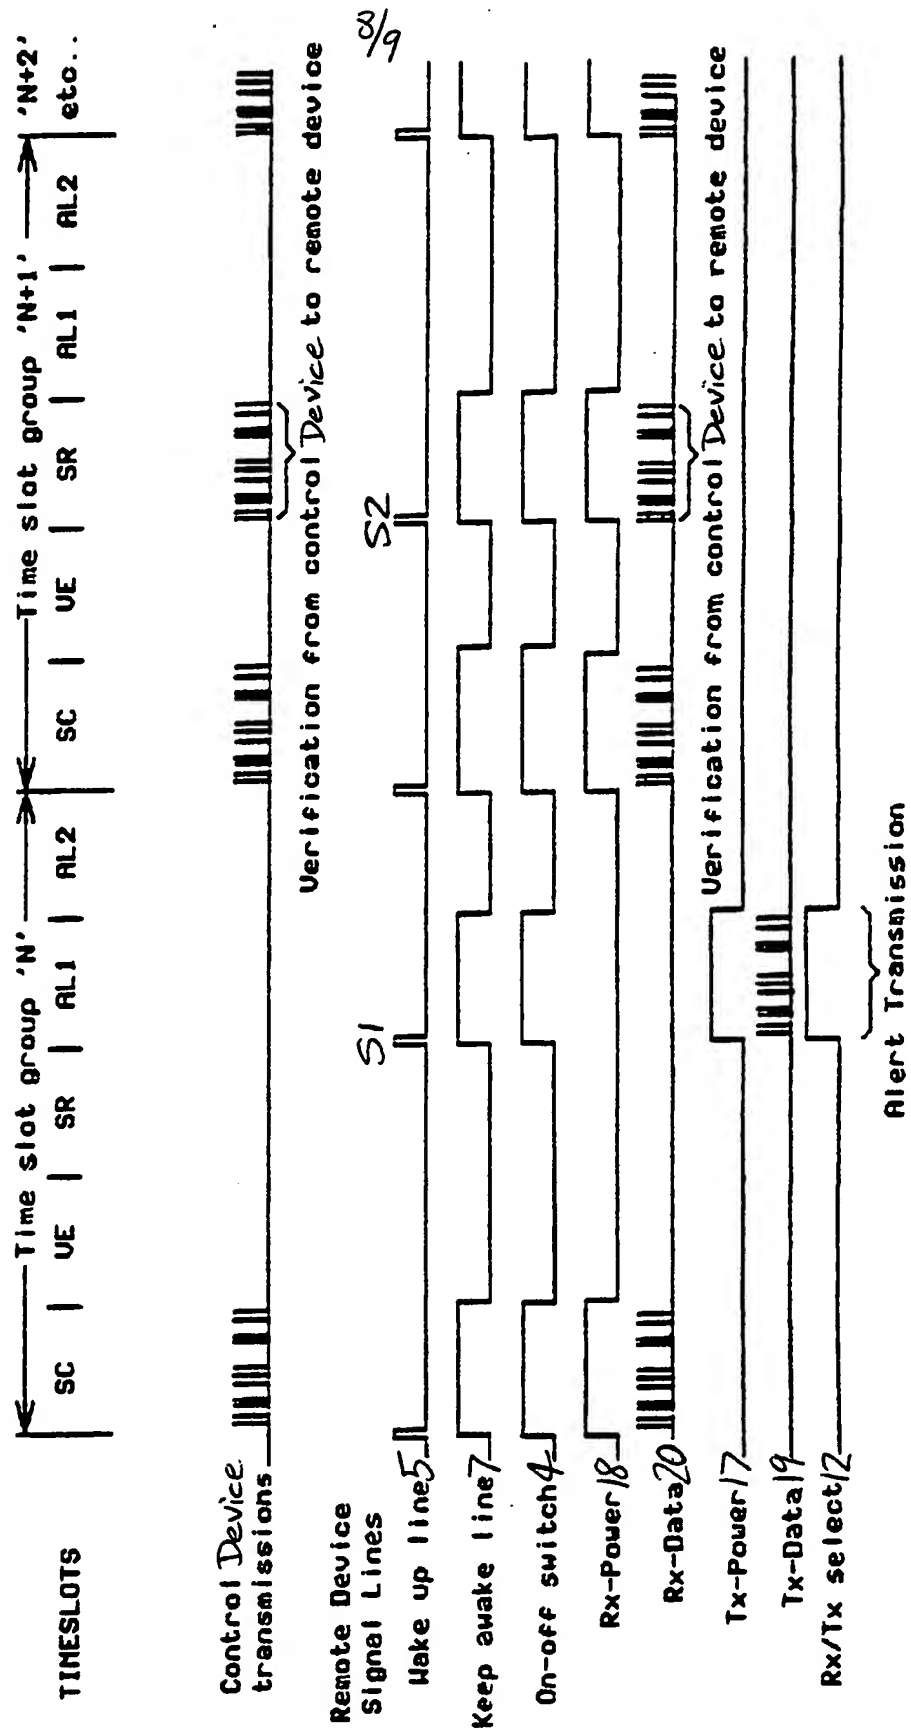 8/9
Time slot group 'N' Time slot group 'N+1' 'N+2'
TIMESLOTS SC | VE | SR | AL1 | AL2 SC | VE | SR | AL1 | AL2 etc..
Control Device
transmissions
Verification from control Device to remote device
Remote Device
Signal Lines
S1 S2
Wake up line 5
Keep awake line 7
On-off switch 4
Rx-Power 18
Rx-Data 20
Verification from control Device to remote device
Tx-Power 17
Tx-Data 19
Rx/Tx select 12
Alert Transmission